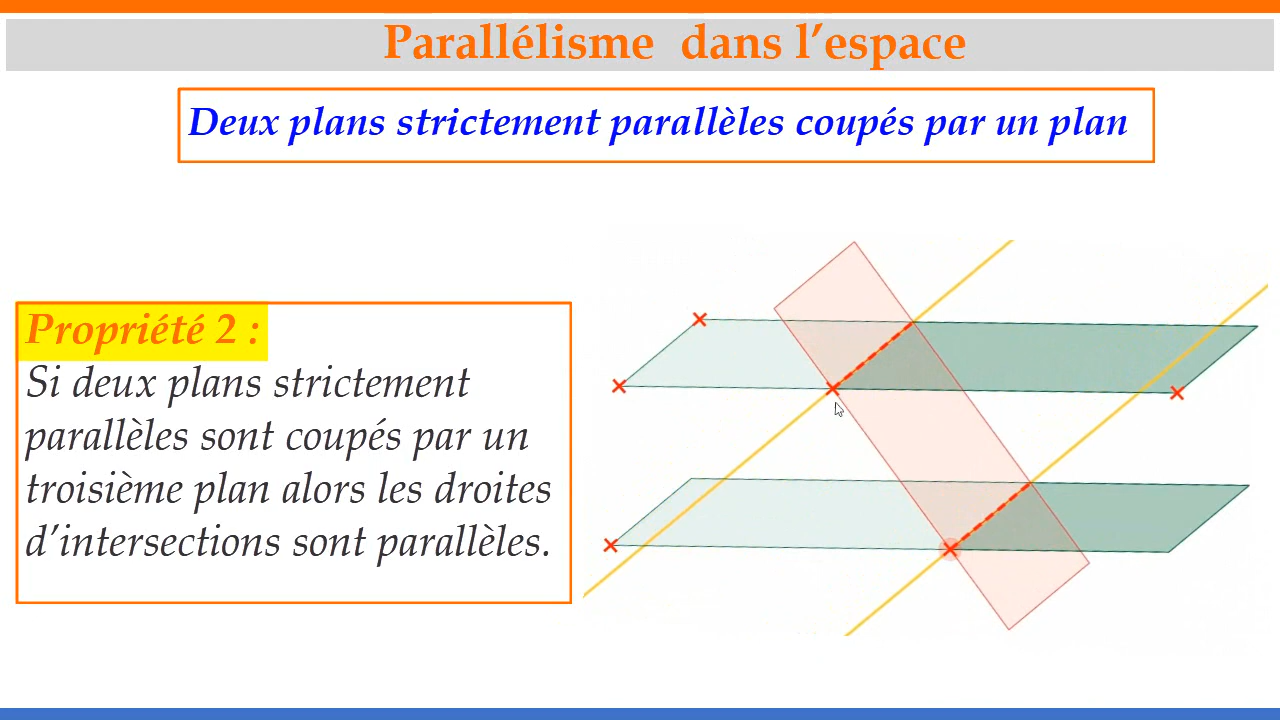 Parallélisme dans l’espace
Deux plans strictement parallèles coupés par un plan
Propriété 2 :
Si deux plans strictement
parallèles sont coupés par un
troisième plan alors les droites
d’intersections sont parallèles.